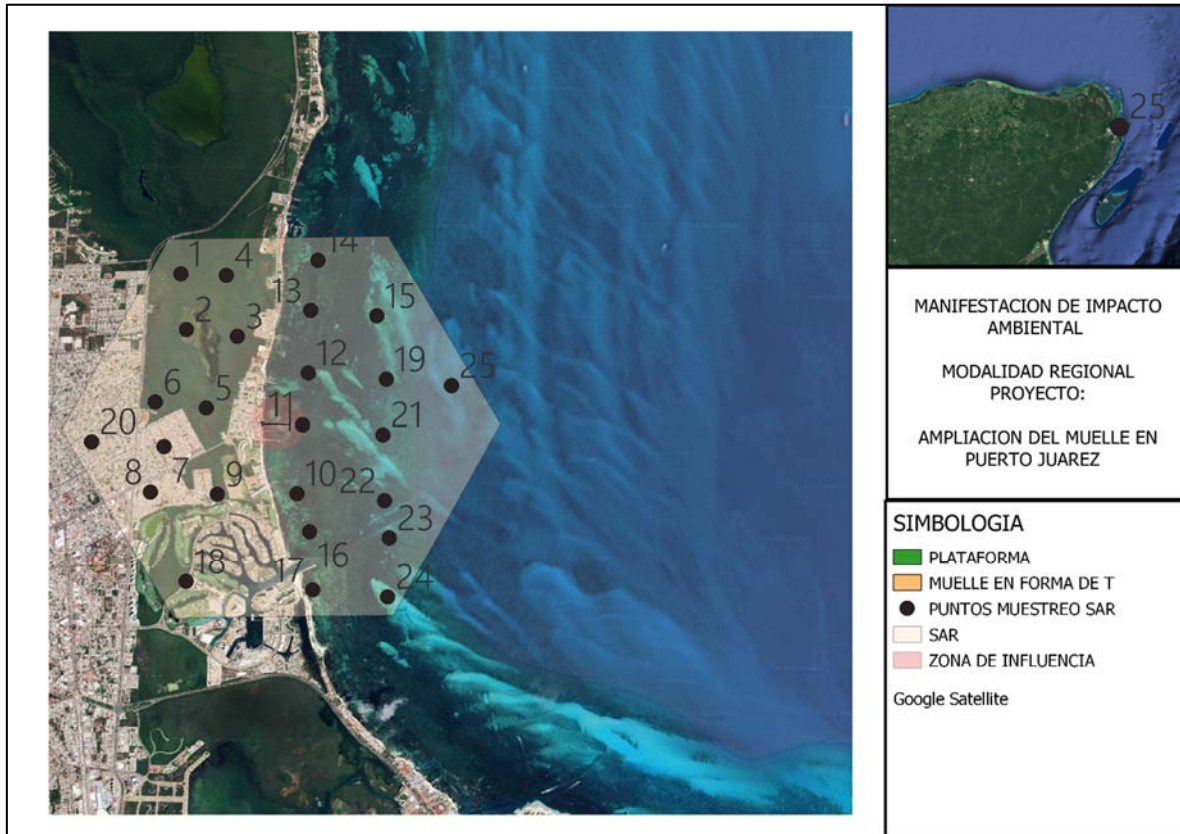 1
4
14
2
3
13
15
12
19
25
6
5
11
20
7
21
8
9
10
22
23
16
18
17
24
25
MANIFESTACION DE IMPACTO
AMBIENTAL
MODALIDAD REGIONAL
PROYECTO:
AMPLIACION DEL MUELLE EN
PUERTO JUAREZ
SIMBOLOGIA
PLATAFORMA
MUELLE EN FORMA DE T
PUNTOS MUESTREO SAR
SAR
ZONA DE INFLUENCIA
Google Satellite